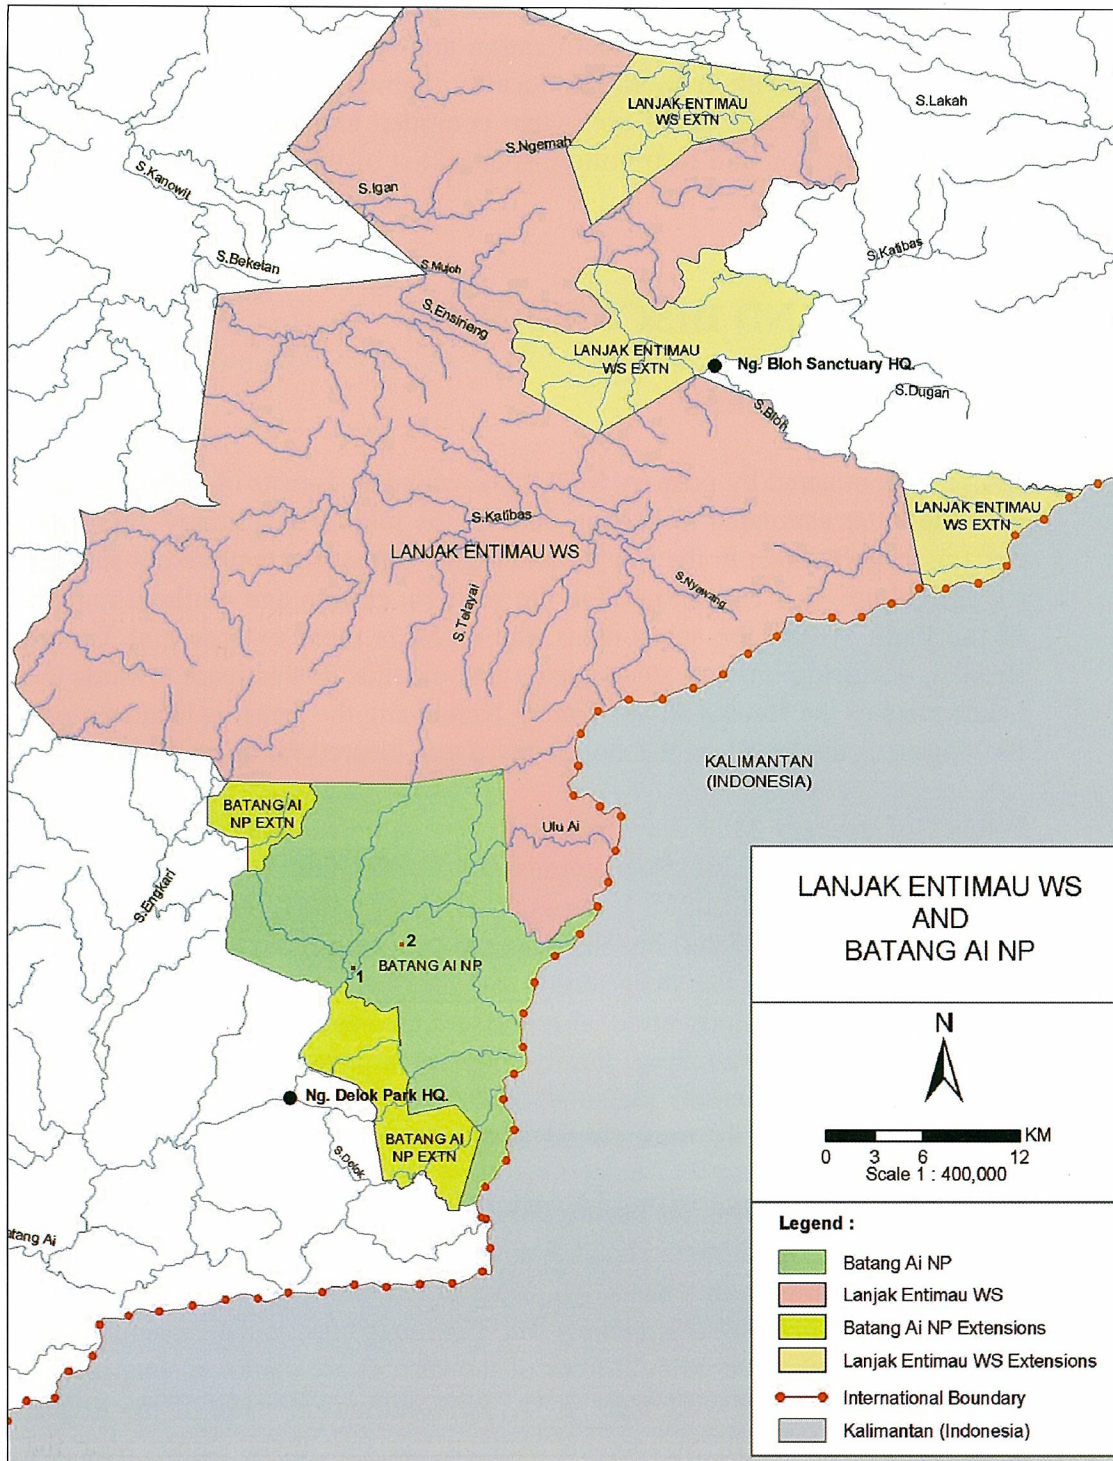 LANJAK ENTIMAU
WS EXTN
S.Lakah
S.Ngemah
S.Kanowit
S.Igan
S.Katibas
S.Beketan
S.Mujoh
S.Ensirieng
LANJAK ENTIMAU
WS EXTN
Ng. Bloh Sanctuary HQ.
S.Dugan
S.Bloh
LANJAK ENTIMAU
WS EXTN
S.Katibas
LANJAK ENTIMAU WS
S.Nyawang
S.Telayai
KALIMANTAN
(INDONESIA)
BATANG AI
NP EXTN
Ulu Ai
S.Engkari
2
BATANG AI NP
1
Ng. Delok Park HQ.
BATANG AI
NP EXTN
S.Delok
atang Ai
LANJAK ENTIMAU WS
AND
BATANG AI NP
N
KM
0 3 6 12
Scale 1 : 400,000
Legend :
Batang Ai NP
Lanjak Entimau WS
Batang Ai NP Extensions
Lanjak Entimau WS Extensions
International Boundary
Kalimantan (Indonesia)